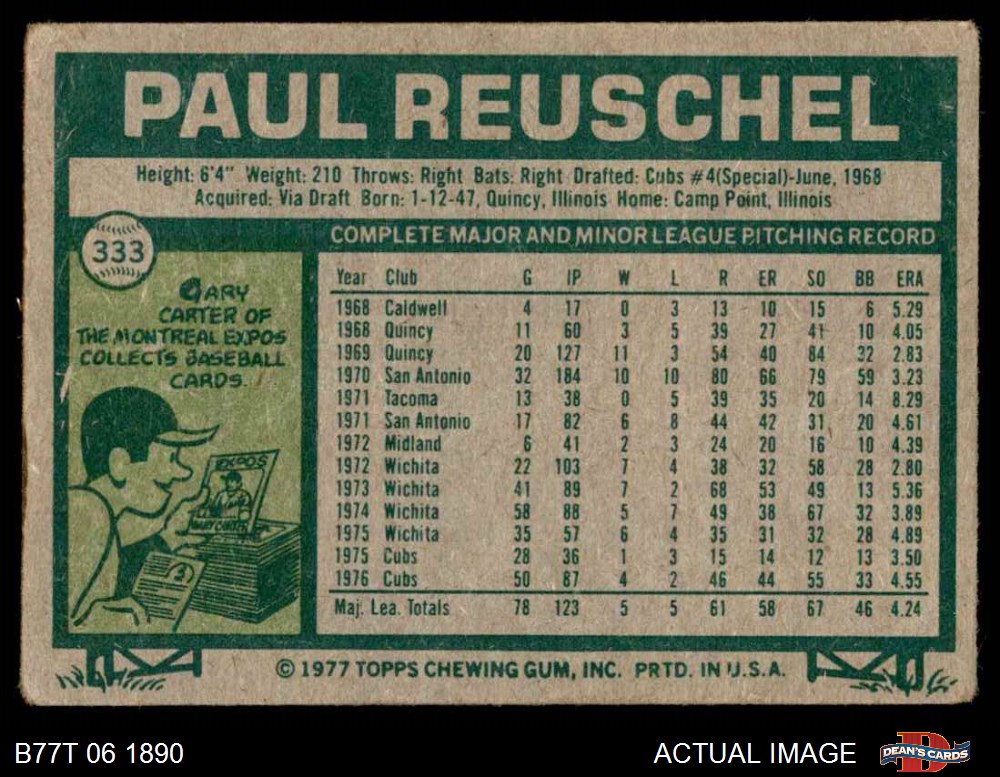 PAUL REUSCHEL
Height: 6'4" Weight: 210 Throws: Right Bats: Right Drafted: Cubs #4(Special)-June, 1968
Acquired: Via Draft Born: 1-12-47, Quincy, Illinois Home: Camp Point, Illinois
333
GARY
CARTER OF
THE MONTREAL EXPOS
COLLECTS BASEBALL
CARDS.
EXPOS
GARY CARTER
COMPLETE MAJOR AND MINOR LEAGUE PITCHING RECORD
Year Club G IP W L R ER SO BB ERA
1968 Caldwell 4 17 0 3 13 10 15 6 5.29
1968 Quincy 11 60 3 5 39 27 41 10 4.05
1969 Quincy 20 127 11 3 54 40 84 32 2.83
1970 San Antonio 32 184 10 10 80 66 79 59 3.23
1971 Tacoma 13 38 0 5 39 35 20 14 8.29
1971 San Antonio 17 82 6 8 44 42 31 20 4.61
1972 Midland 6 41 2 3 24 20 16 10 4.39
1972 Wichita 22 103 7 4 38 32 58 28 2.80
1973 Wichita 41 89 7 2 68 53 49 13 5.36
1974 Wichita 58 88 5 7 49 38 67 32 3.89
1975 Wichita 35 57 6 4 35 31 32 28 4.89
1975 Cubs 28 36 1 3 15 14 12 13 3.50
1976 Cubs 50 87 4 2 46 44 55 33 4.55
Maj. Lea. Totals 78 123 5 5 61 58 67 46 4.24
© 1977 TOPPS CHEWING GUM, INC. PRTD. IN U.S.A.
B77T 06 1890
ACTUAL IMAGE
DEAN'S CARDS